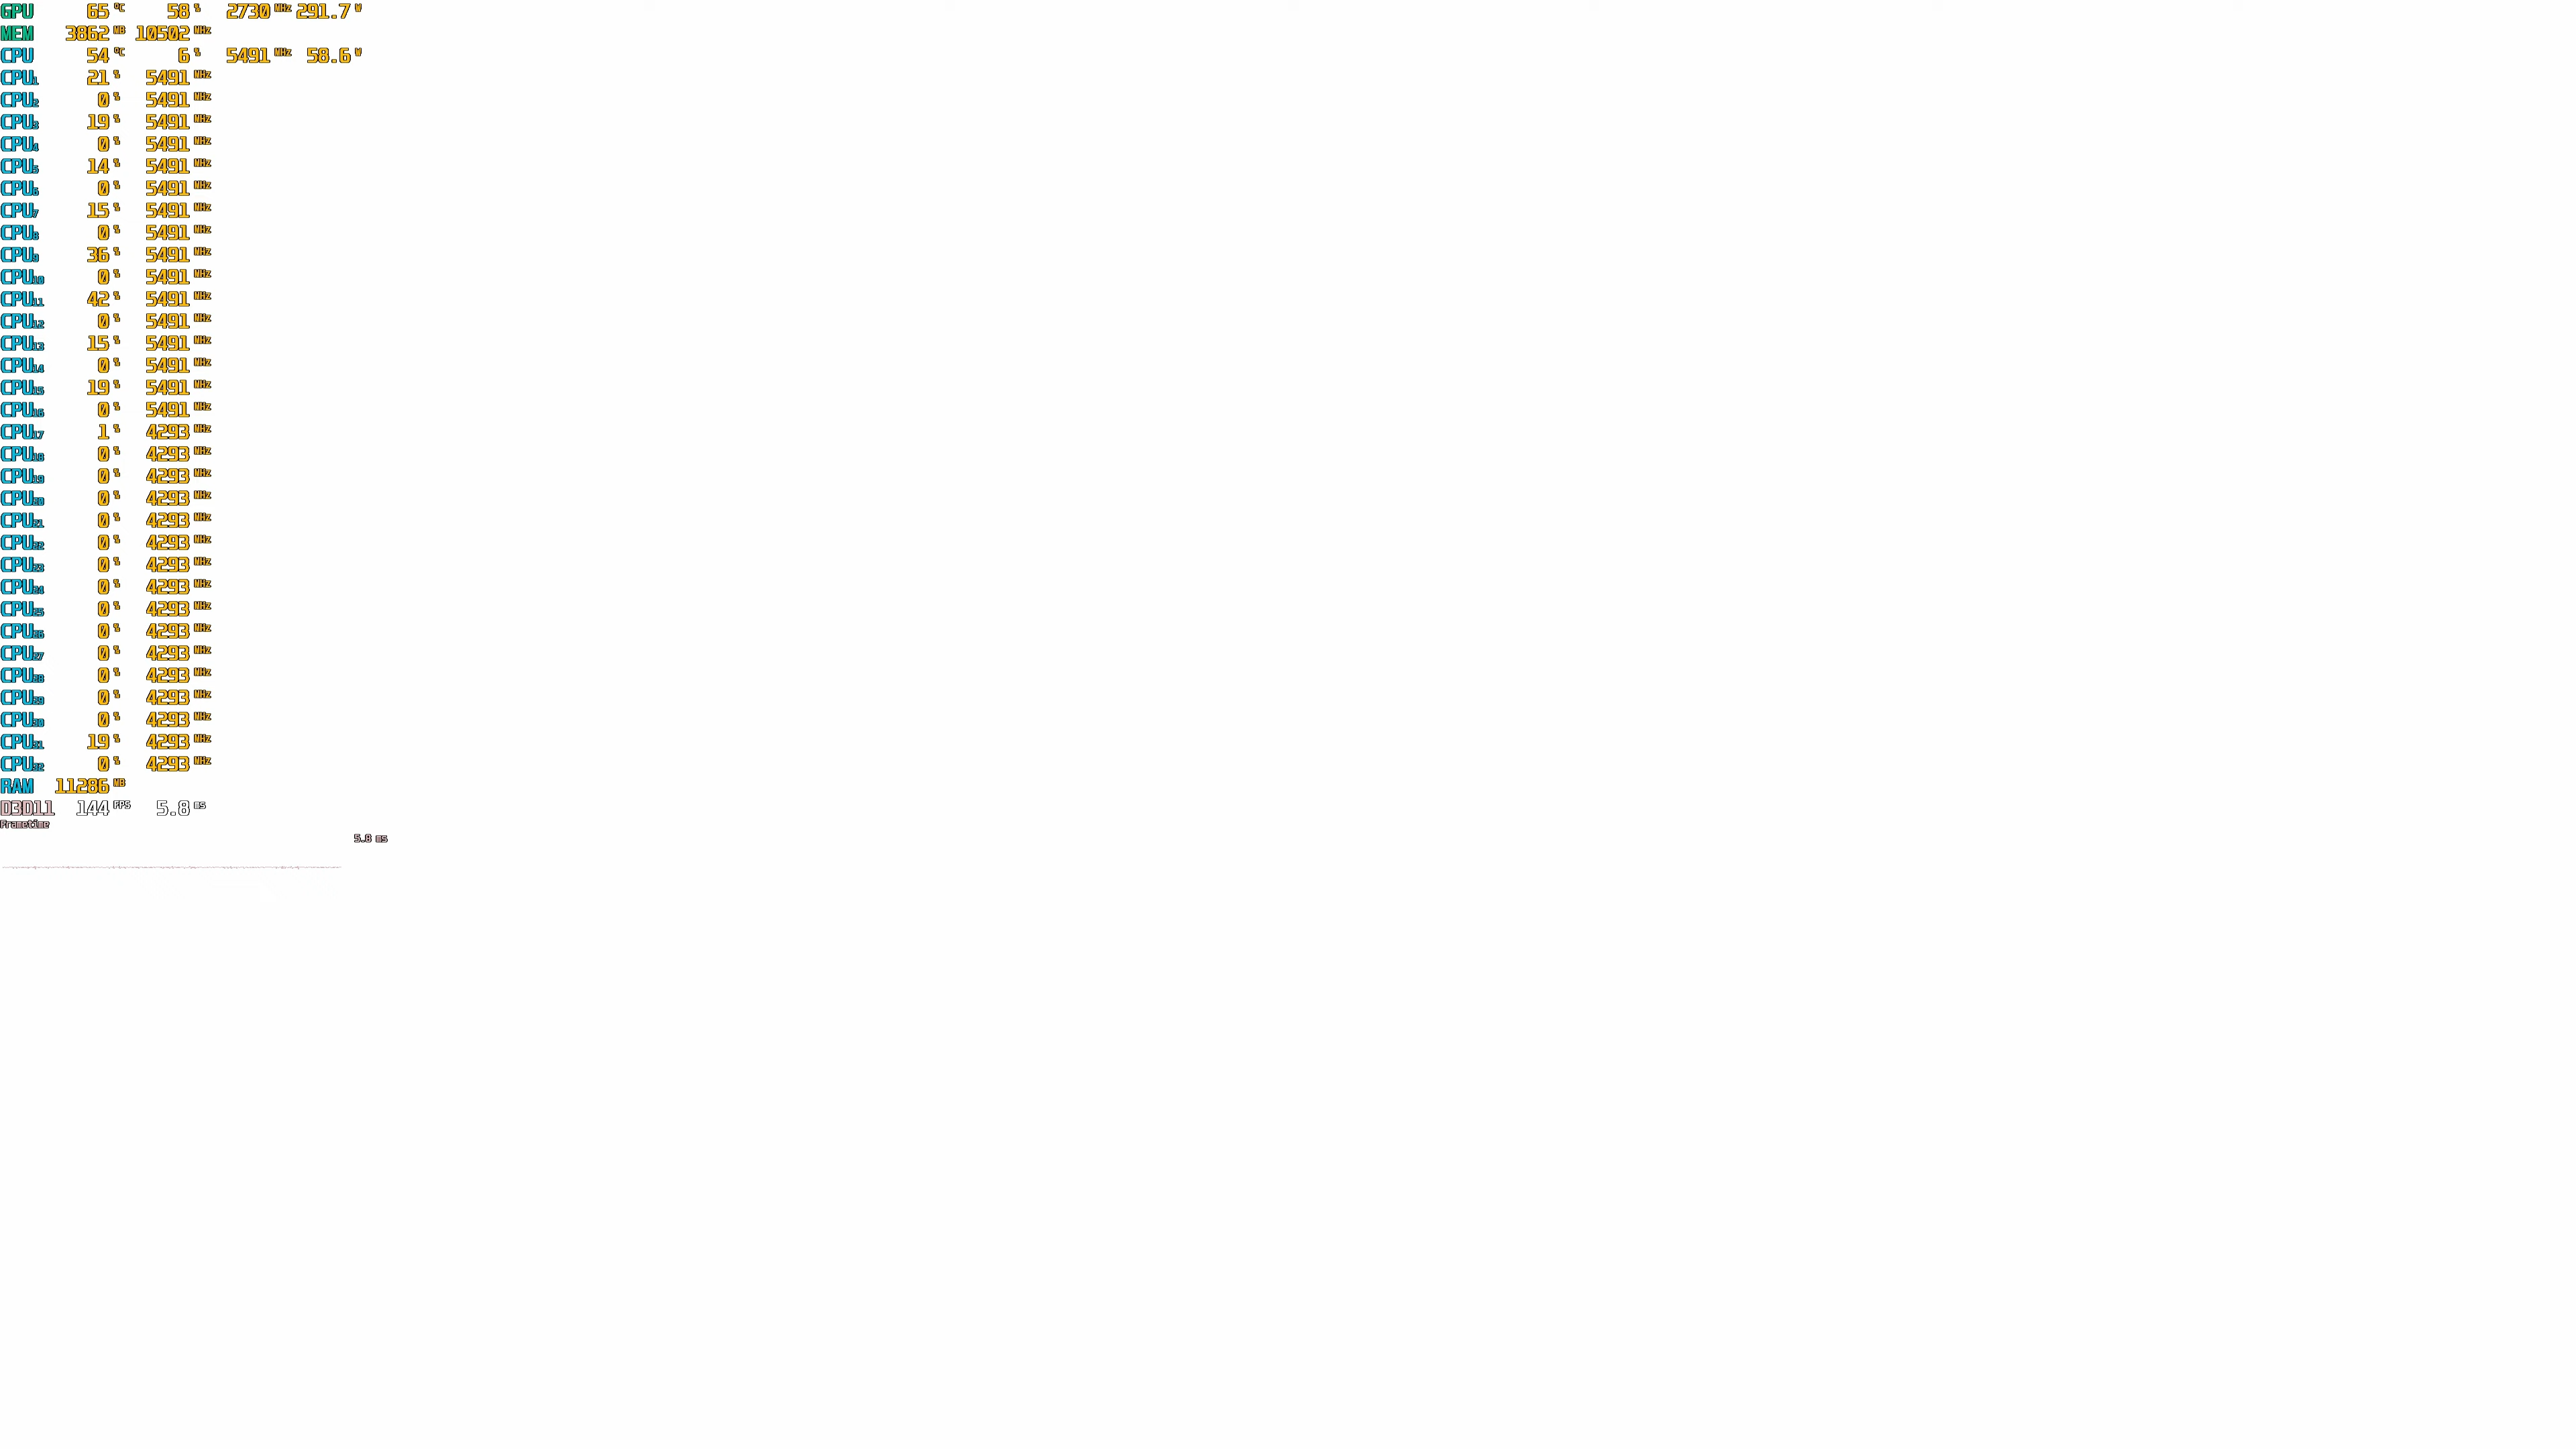 GPU 65 °C 58 % 2730 MHz 291.7 W
MEM 3862 MB 10502 MHz
CPU 54 °C 6 % 5491 MHz 58.6 W
CPU1 21 % 5491 MHz
CPU2 0 % 5491 MHz
CPU3 19 % 5491 MHz
CPU4 0 % 5491 MHz
CPU5 14 % 5491 MHz
CPU6 0 % 5491 MHz
CPU7 15 % 5491 MHz
CPU8 0 % 5491 MHz
CPU9 36 % 5491 MHz
CPU10 0 % 5491 MHz
CPU11 42 % 5491 MHz
CPU12 0 % 5491 MHz
CPU13 15 % 5491 MHz
CPU14 0 % 5491 MHz
CPU15 19 % 5491 MHz
CPU16 0 % 5491 MHz
CPU17 1 % 4293 MHz
CPU18 0 % 4293 MHz
CPU19 0 % 4293 MHz
CPU20 0 % 4293 MHz
CPU21 0 % 4293 MHz
CPU22 0 % 4293 MHz
CPU23 0 % 4293 MHz
CPU24 0 % 4293 MHz
CPU25 0 % 4293 MHz
CPU26 0 % 4293 MHz
CPU27 0 % 4293 MHz
CPU28 0 % 4293 MHz
CPU29 0 % 4293 MHz
CPU30 0 % 4293 MHz
CPU31 19 % 4293 MHz
CPU32 0 % 4293 MHz
RAM 11286 MB
D3D11 144 FPS 5.8 ms
Frametime
5.8 ms